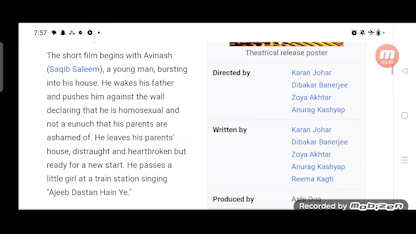 7:57
The short film begins with Avinash
(Saqib Saleem), a young man, bursting
into his house. He wakes his father
and pushes him against the wall
declaring that he is homosexual and
not a eunuch that his parents are
ashamed of. He leaves his parents'
house, distraught and heartbroken but
ready for a new start. He passes a
little girl at a train station singing
"Ajeeb Dastan Hain Ye."
Theatrical release poster
Directed by
Karan Johar
Dibakar Banerjee
Zoya Akhtar
Anurag Kashyap
Written by
Karan Johar
Dibakar Banerjee
Zoya Akhtar
Anurag Kashyap
Reema Kagti
Produced by
Ashi Dua
Recorded by Mobizen